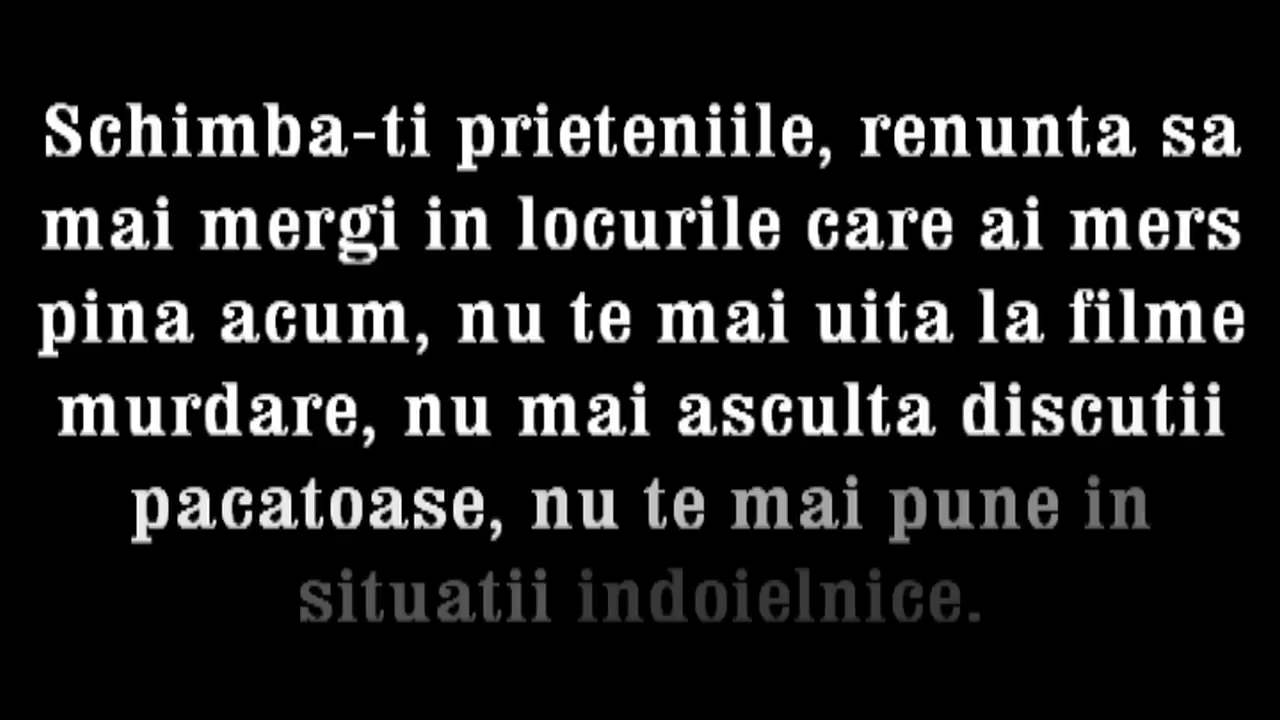 Schimba-ti prieteniile, renunta sa
mai mergi in locurile care ai mers
pina acum, nu te mai uita la filme
murdare, nu mai asculta discutii
pacatoase, nu te mai pune in
situatii indoielnice.